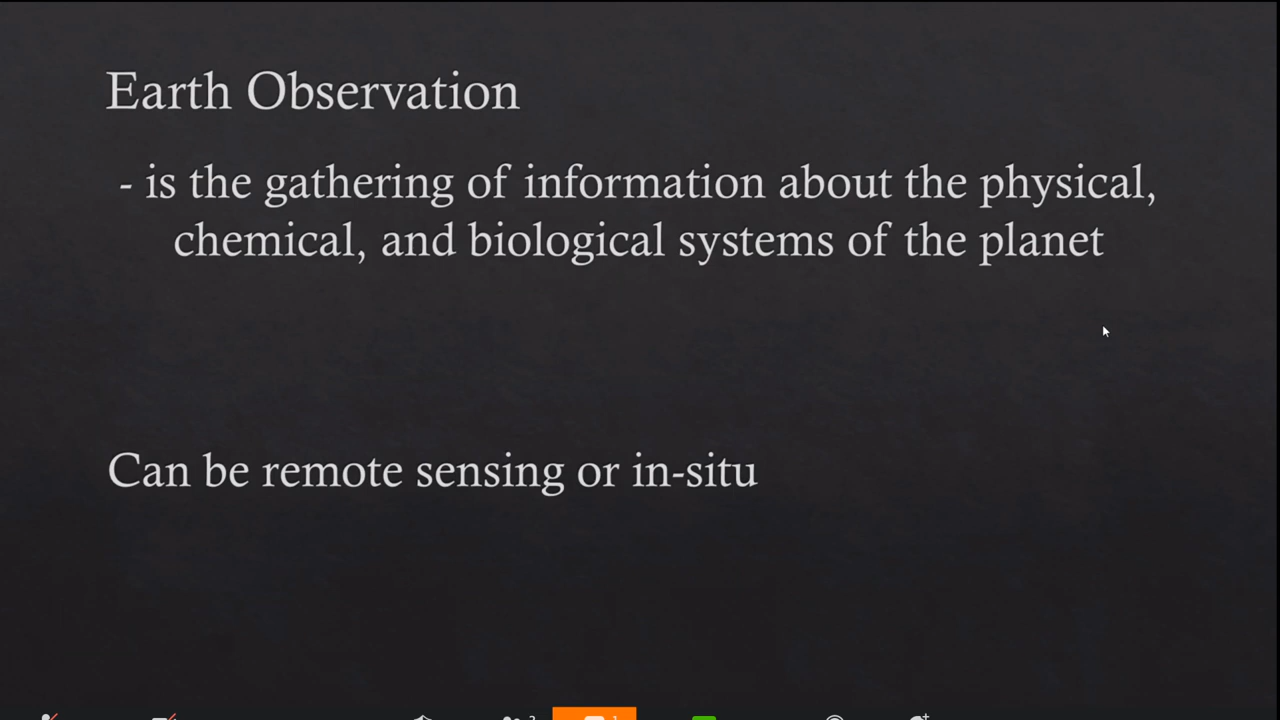 Earth Observation
- is the gathering of information about the physical,
chemical, and biological systems of the planet
Can be remote sensing or in-situ